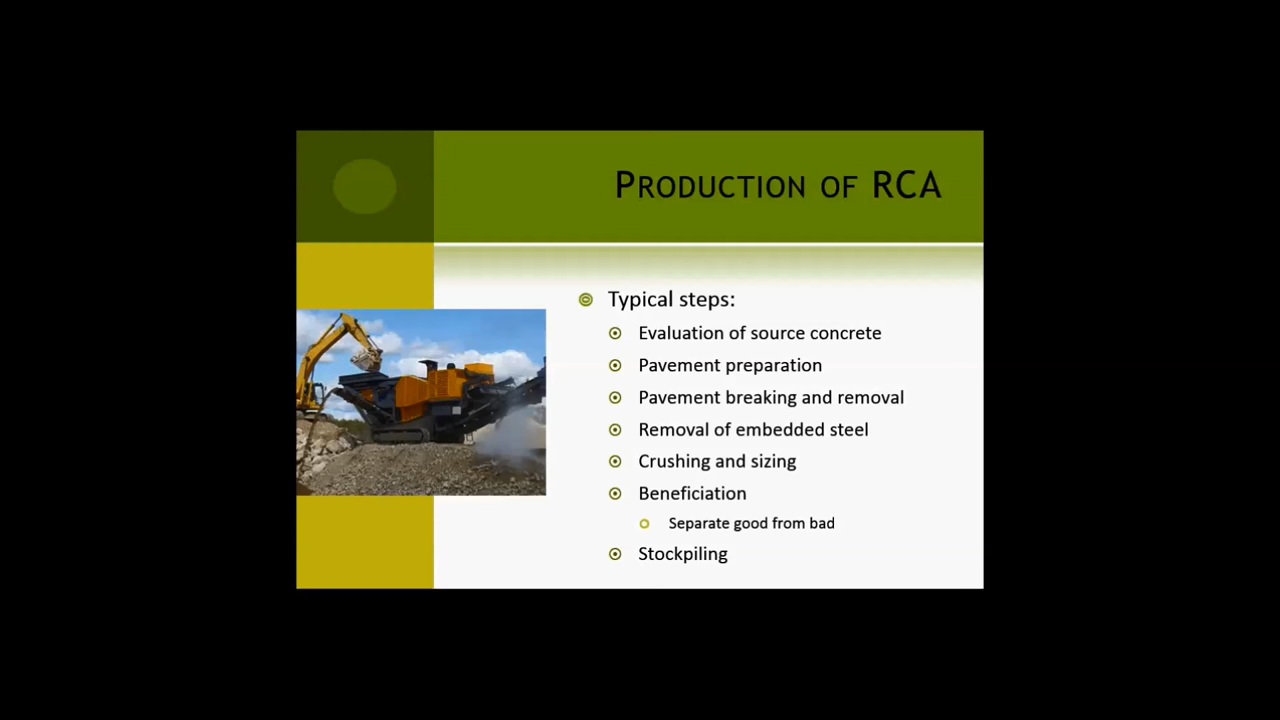 PRODUCTION OF RCA
Typical steps:
Evaluation of source concrete
Pavement preparation
Pavement breaking and removal
Removal of embedded steel
Crushing and sizing
Beneficiation
Separate good from bad
Stockpiling